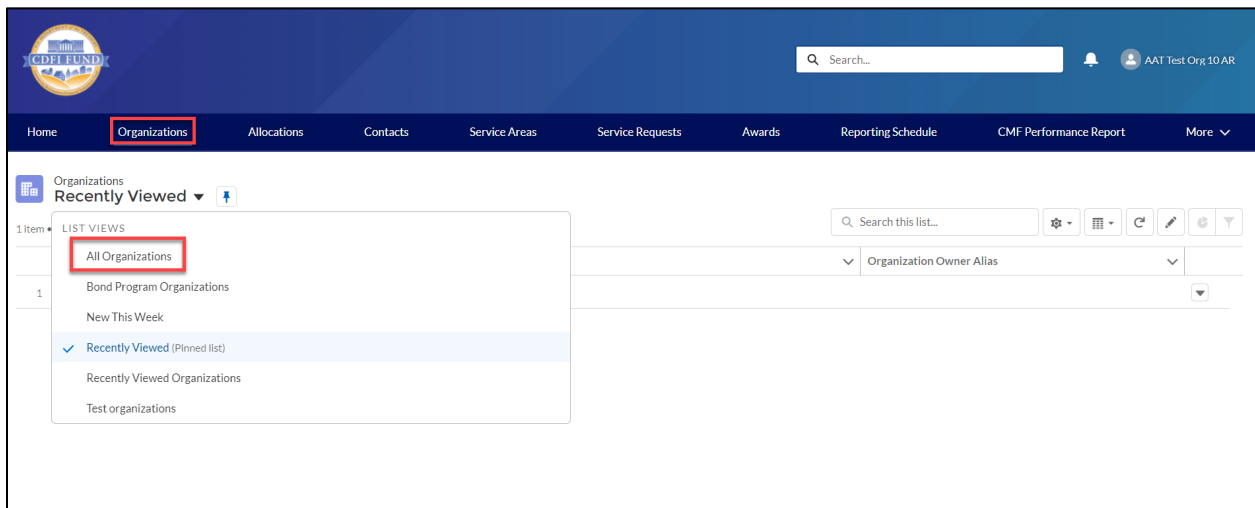 CDFI FUND
Search...
AAT Test Org 10 AR
Home Organizations Allocations Contacts Service Areas Service Requests Awards Reporting Schedule CMF Performance Report More
Organizations
Recently Viewed
1 item •
Search this list...
LIST VIEWS
All Organizations
Organization Owner Alias
Bond Program Organizations
1
New This Week
Recently Viewed (Pinned list)
Recently Viewed Organizations
Test organizations